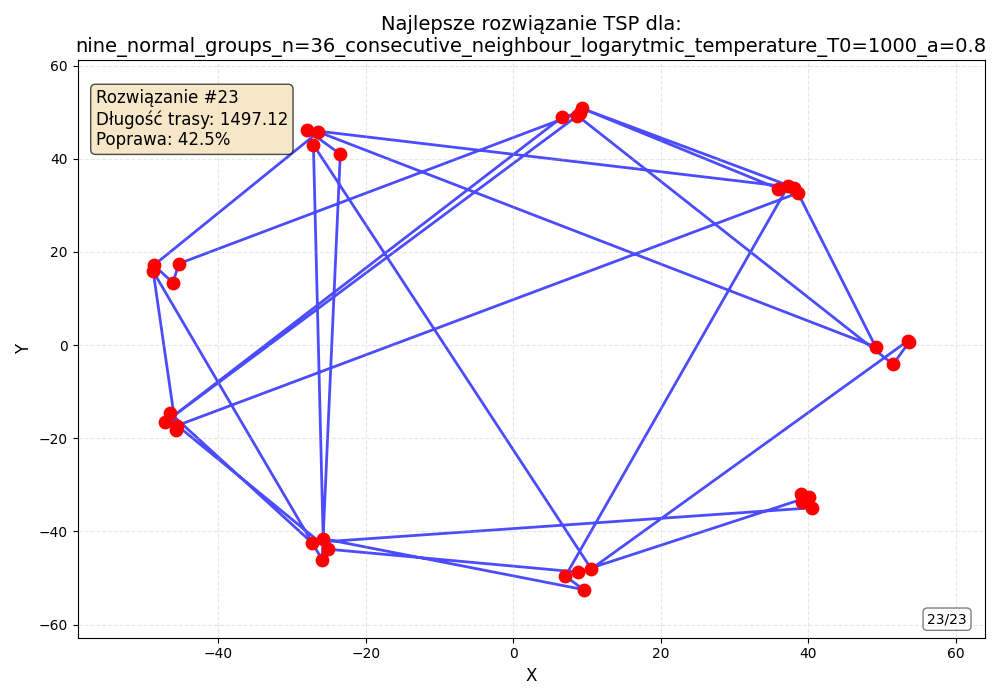 Najlepsze rozwiązanie TSP dla:
nine_normal_groups_n=36_consecutive_neighbour_logarytmic_temperature_T0=1000_a=0.8
Rozwiązanie #23
Długość trasy: 1497.12
Poprawa: 42.5%
60
40
20
0
−20
−40
−60
Y
23/23
−40
−20
0
20
40
60
X